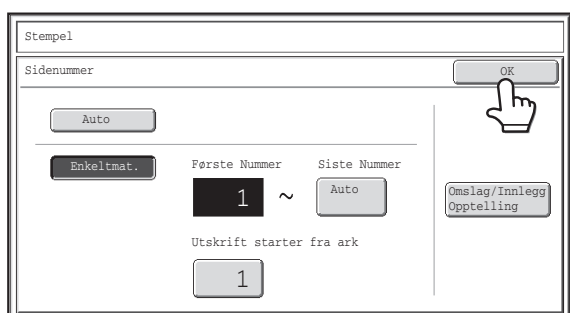 Stempel
Sidenummer
OK
Auto
Enkeltmat.
Første Nummer
Siste Nummer
1
~
Auto
Omslag/Innlegg
Opptelling
Utskrift starter fra ark
1